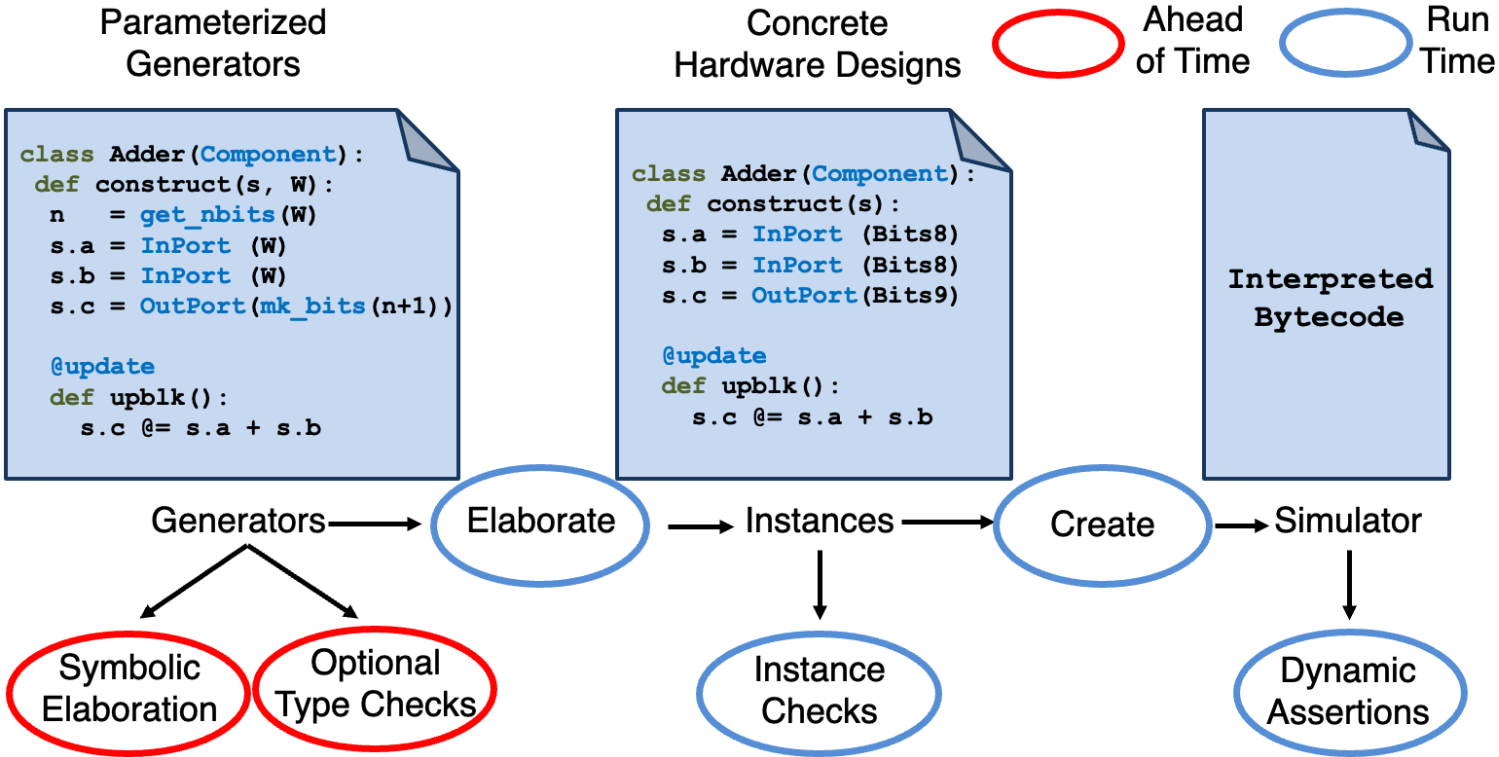 Parameterized
Generators
Concrete
Hardware Designs
Ahead
of Time
Run
Time
class Adder(Component):
 def construct(s, W):
  n   = get_nbits(W)
  s.a = InPort (W)
  s.b = InPort (W)
  s.c = OutPort(mk_bits(n+1))
  @update
  def upblk():
    s.c @= s.a + s.b
class Adder(Component):
 def construct(s):
  s.a = InPort (Bits8)
  s.b = InPort (Bits8)
  s.c = OutPort(Bits9)
  @update
  def upblk():
    s.c @= s.a + s.b
Interpreted
Bytecode
Generators
Elaborate
Instances
Create
Simulator
Symbolic
Elaboration
Optional
Type Checks
Instance
Checks
Dynamic
Assertions